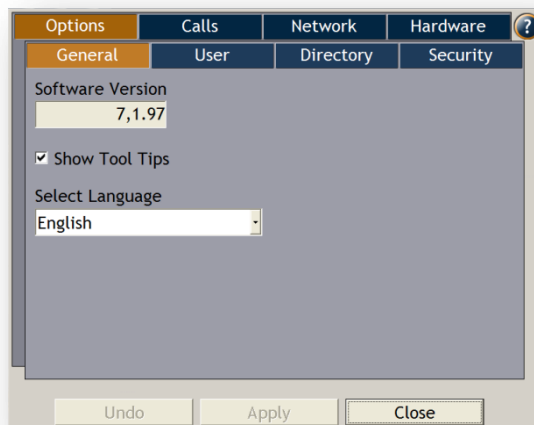 Options Calls Network Hardware ?
General User Directory Security
Software Version
7,1.97
Show Tool Tips
Select Language
English
Undo Apply Close